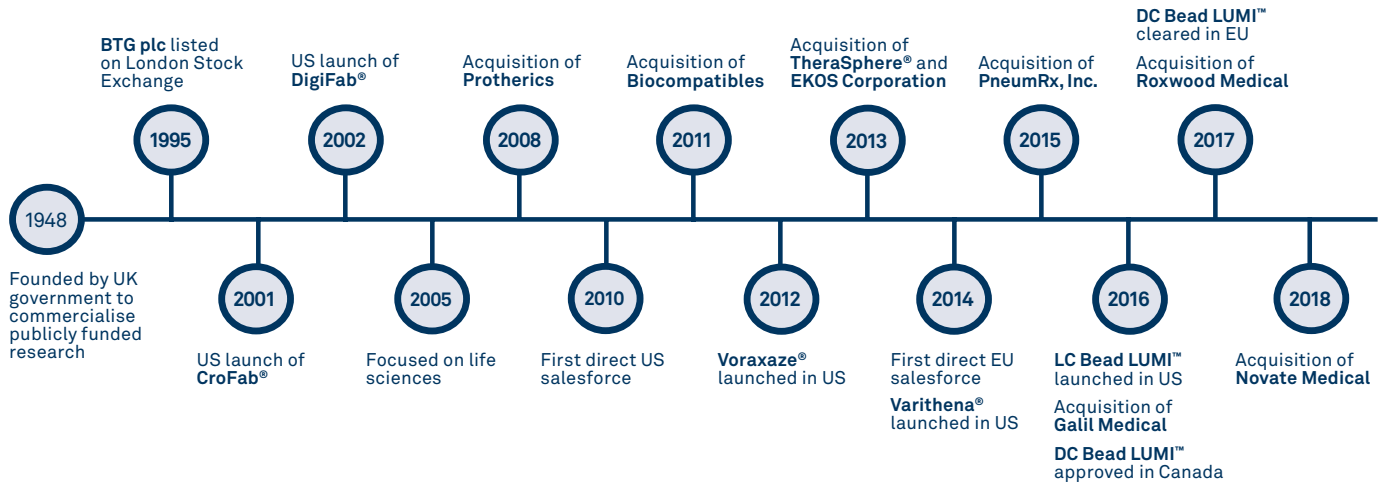 1948
Founded by UK
government to
commercialise
publicly funded
research
BTG plc listed
on London Stock
Exchange
1995
2001
US launch of
CroFab®
US launch of
DigiFab®
2002
2005
Focused on life
sciences
Acquisition of
Protherics
2008
2010
First direct US
salesforce
Acquisition of
Biocompatibles
2011
2012
Voraxaze®
launched in US
Acquisition of
TheraSphere® and
EKOS Corporation
2013
2014
First direct EU
salesforce
Varithena®
launched in US
Acquisition of
PneumRx, Inc.
2015
2016
LC Bead LUMI™
launched in US
Acquisition of
Galil Medical
DC Bead LUMI™
approved in Canada
DC Bead LUMI™
cleared in EU
Acquisition of
Roxwood Medical
2017
2018
Acquisition of
Novate Medical